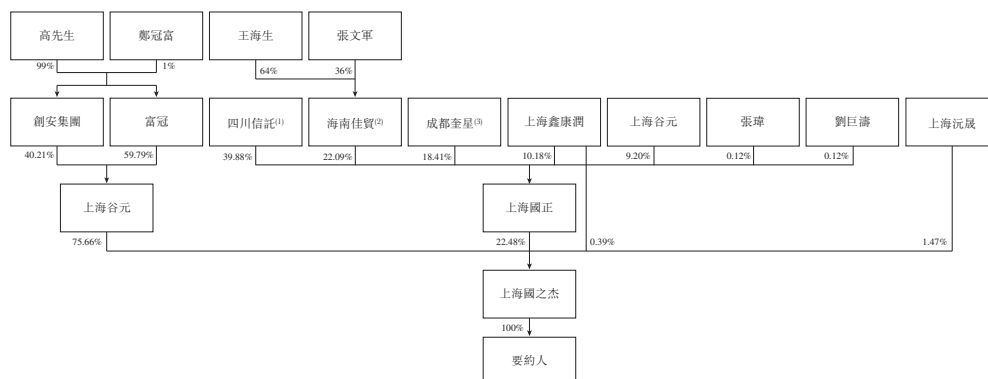 高先生 鄭冠富 王海生 張文軍
99% 1% 64% 36%
創安集團 富冠 四川信託(1) 海南佳貿(2) 成都奎星(3) 上海鑫康潤 上海谷元 張瑋 劉巨濤 上海沅晟
40.21% 59.79% 39.88% 22.09% 18.41% 10.18% 9.20% 0.12% 0.12%
上海谷元 上海國正
75.66% 22.48% 0.39% 1.47%
上海國之杰
100%
要約人